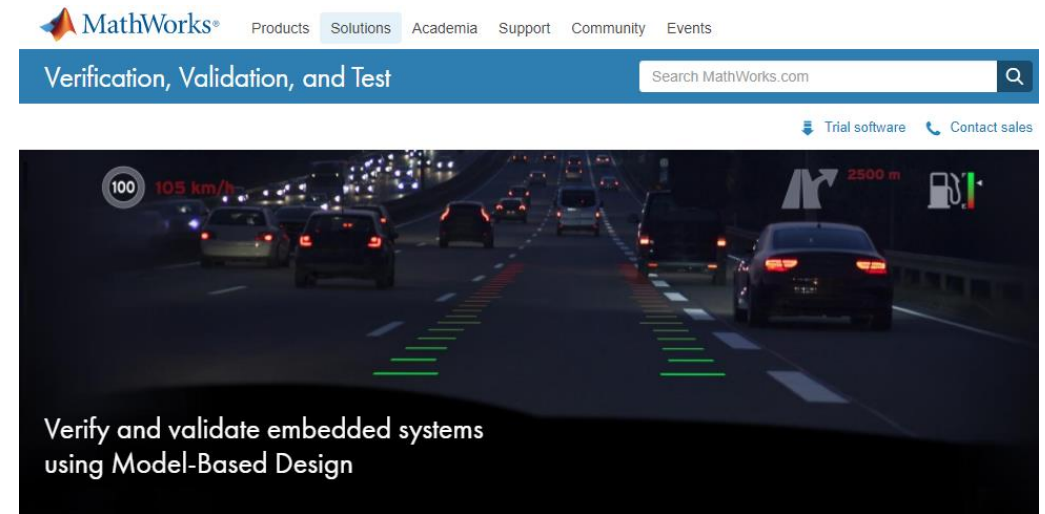 MathWorks®
Products Solutions Academia Support Community Events
Verification, Validation, and Test
Search MathWorks.com
Trial software Contact sales
100 105 km/h 2500 m
Verify and validate embedded systems
using Model-Based Design